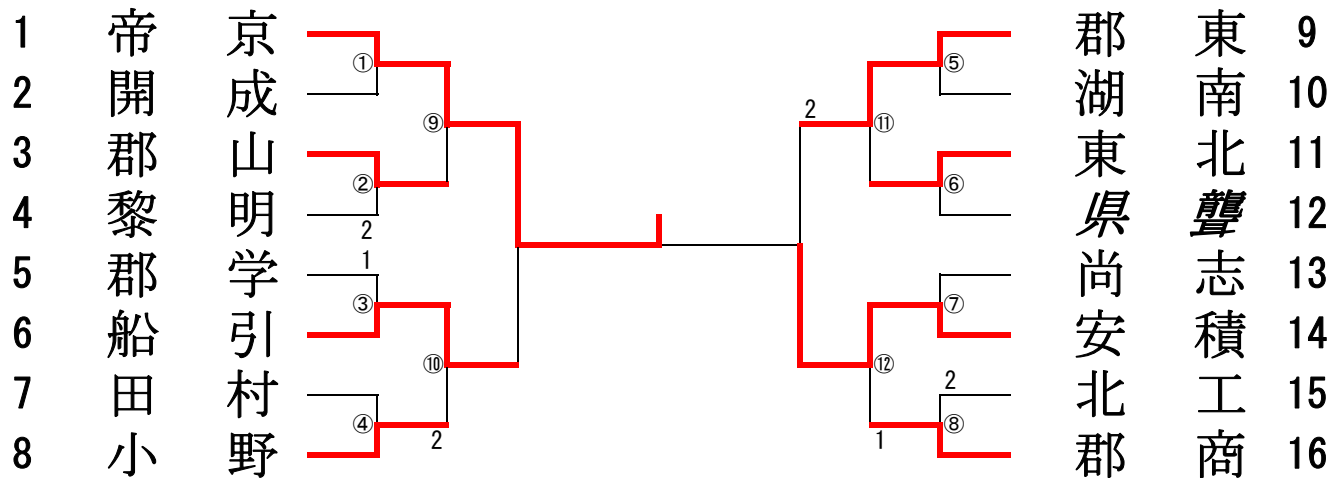 1 帝京 郡東 9
①
⑤
2 開成 湖南 10
2
⑨
⑪
3 郡山 東北 11
②
⑥
4 黎明 県聾 12
2
1
5 郡学 尚志 13
③
⑦
6 船引 安積 14
⑩
⑫
7 田村 2 北工 15
④
⑧
2
1
8 小野 郡商 16